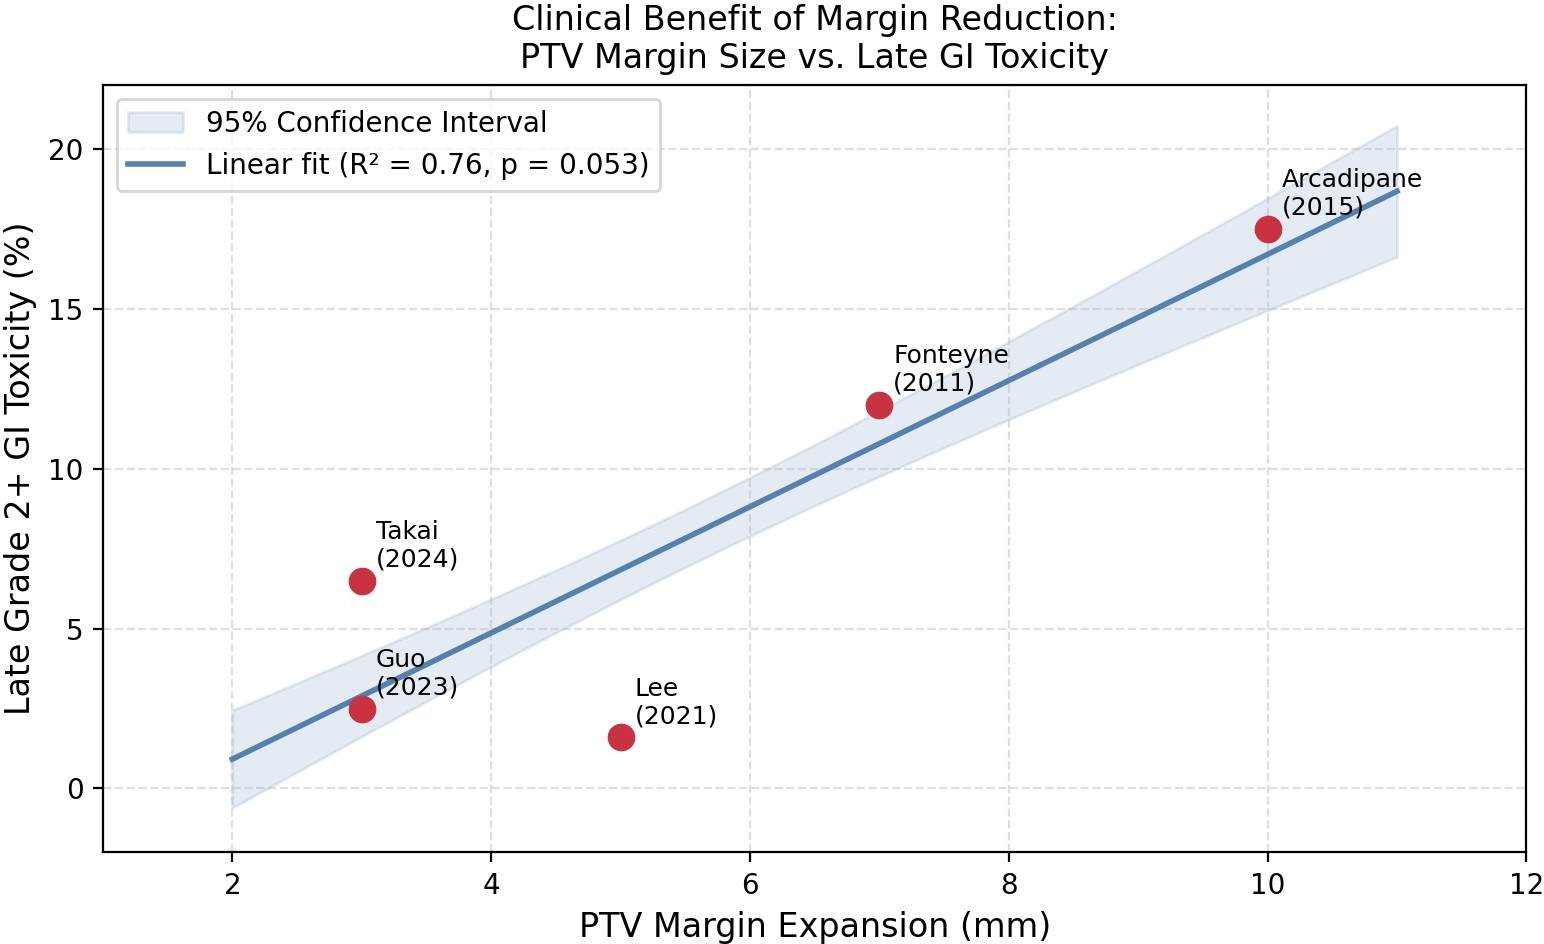 Clinical Benefit of Margin Reduction:
PTV Margin Size vs. Late GI Toxicity
95% Confidence Interval
Linear fit (R² = 0.76, p = 0.053)
Late Grade 2+ GI Toxicity (%)
20
15
10
5
0
Arcadipane
(2015)
Fonteyne
(2011)
Takai
(2024)
Guo
(2023)
Lee
(2021)
2
4
6
8
10
12
PTV Margin Expansion (mm)